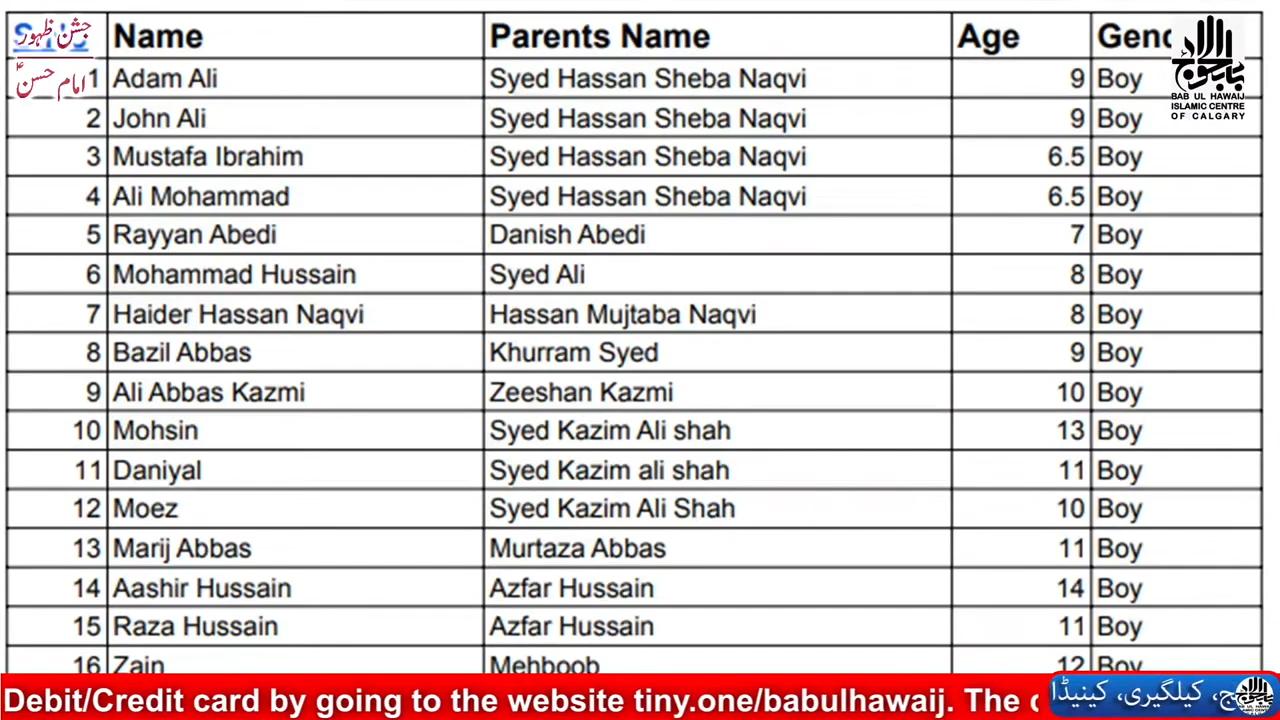 جشن ظہور
امام حسنؑ
Name Parents Name Age
1 Adam Ali Syed Hassan Sheba Naqvi 9 Boy
2 John Ali Syed Hassan Sheba Naqvi 9 Boy
3 Mustafa Ibrahim Syed Hassan Sheba Naqvi 6.5 Boy
4 Ali Mohammad Syed Hassan Sheba Naqvi 6.5 Boy
5 Rayyan Abedi Danish Abedi 7 Boy
6 Mohammad Hussain Syed Ali 8 Boy
7 Haider Hassan Naqvi Hassan Mujtaba Naqvi 8 Boy
8 Bazil Abbas Khurram Syed 9 Boy
9 Ali Abbas Kazmi Zeeshan Kazmi 10 Boy
10 Mohsin Syed Kazim Ali shah 13 Boy
11 Daniyal Syed Kazim ali shah 11 Boy
12 Moez Syed Kazim Ali Shah 10 Boy
13 Marij Abbas Murtaza Abbas 11 Boy
14 Aashir Hussain Azfar Hussain 14 Boy
15 Raza Hussain Azfar Hussain 11 Boy
16 Zain Mehboob 12 Boy
BAB UL HAWAIJ
ISLAMIC CENTRE
OF CALGARY
Debit/Credit card by going to the website tiny.one/babulhawaij. The
کیلگیری، کینیڈا